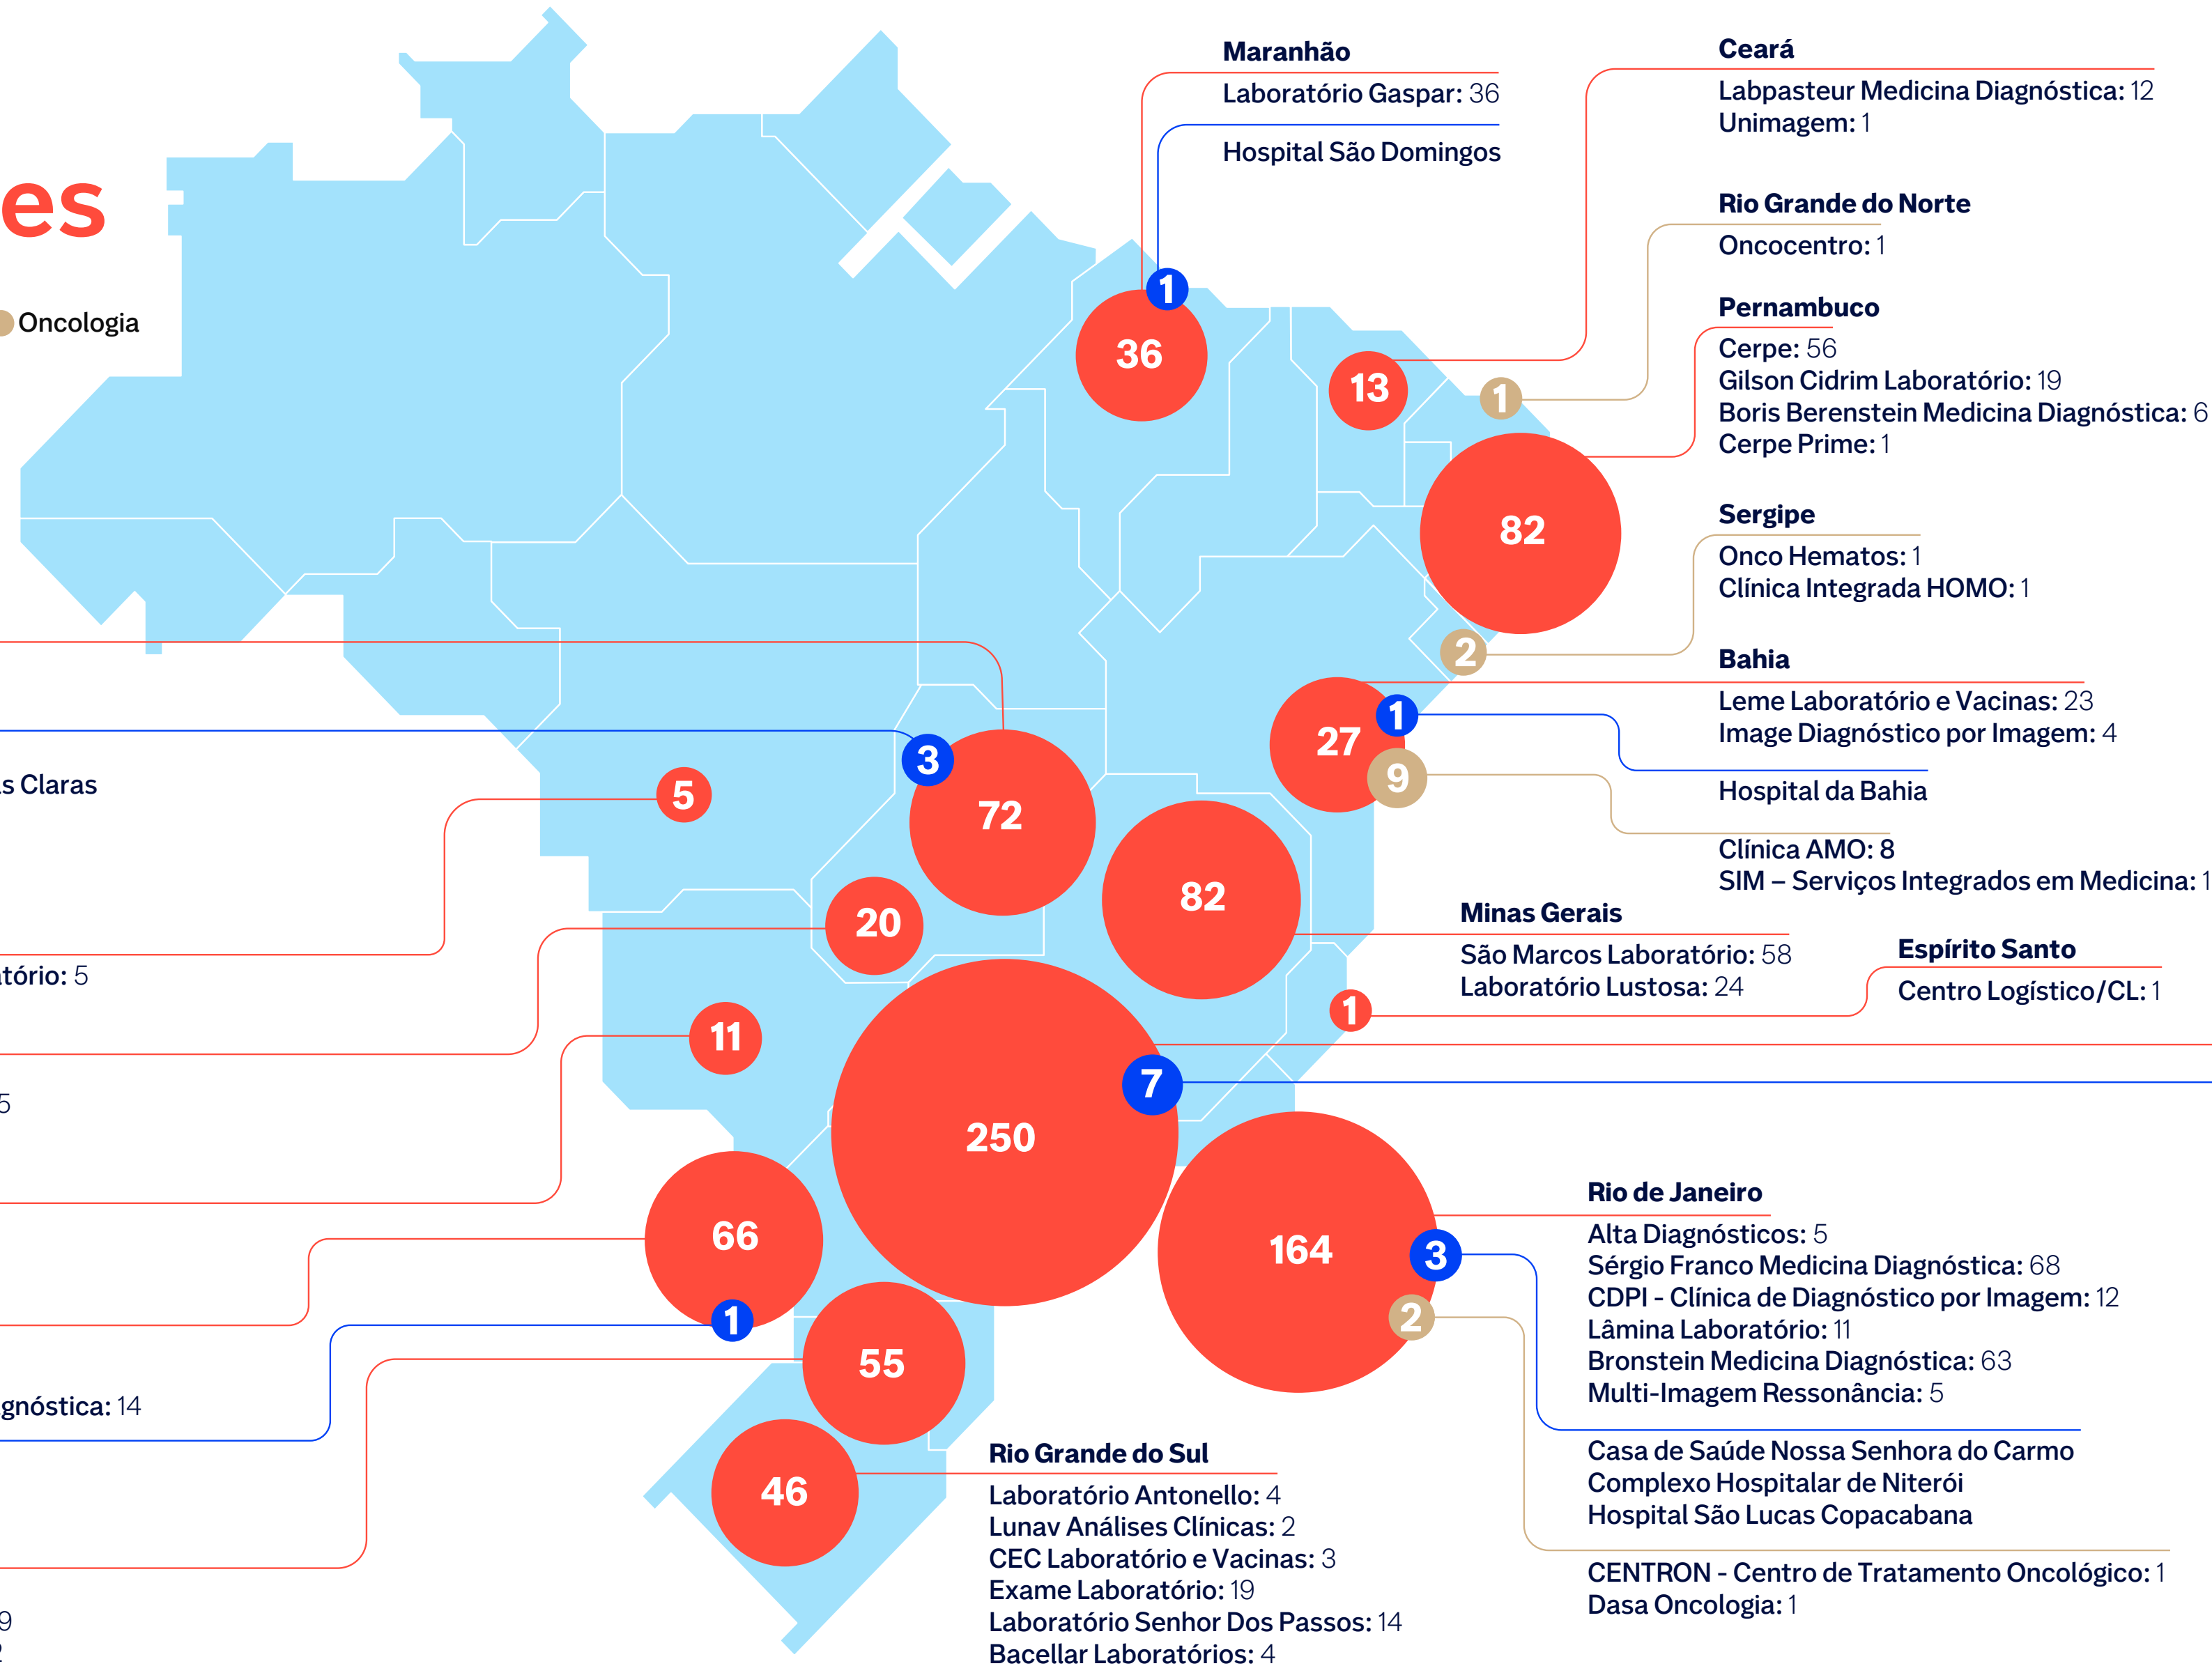 es
Oncologia
Maranhão
Laboratório Gaspar: 36
Hospital São Domingos
Ceará
Labpasteur Medicina Diagnóstica: 12
Unimagem: 1
Rio Grande do Norte
Oncocentro: 1
Pernambuco
Cerpe: 56
Gilson Cidrim Laboratório: 19
Boris Berenstein Medicina Diagnóstica: 6
Cerpe Prime: 1
Sergipe
Onco Hematos: 1
Clínica Integrada HOMO: 1
Bahia
Leme Laboratório e Vacinas: 23
Image Diagnóstico por Imagem: 4
Hospital da Bahia
Clínica AMO: 8
SIM – Serviços Integrados em Medicina: 1
Minas Gerais
São Marcos Laboratório: 58
Laboratório Lustosa: 24
Espírito Santo
Centro Logístico/CL: 1
1
36
13
1
82
2
1
27
9
3
72
5
82
20
1
11
7
250
66
1
164
3
2
55
46
s Claras
tório: 5
5
gnóstica: 14
9
2
Rio de Janeiro
Alta Diagnósticos: 5
Sérgio Franco Medicina Diagnóstica: 68
CDPI - Clínica de Diagnóstico por Imagem: 12
Lâmina Laboratório: 11
Bronstein Medicina Diagnóstica: 63
Multi-Imagem Ressonância: 5
Casa de Saúde Nossa Senhora do Carmo
Complexo Hospitalar de Niterói
Hospital São Lucas Copacabana
CENTRON - Centro de Tratamento Oncológico: 1
Dasa Oncologia: 1
Rio Grande do Sul
Laboratório Antonello: 4
Lunav Análises Clínicas: 2
CEC Laboratório e Vacinas: 3
Exame Laboratório: 19
Laboratório Senhor Dos Passos: 14
Bacellar Laboratórios: 4